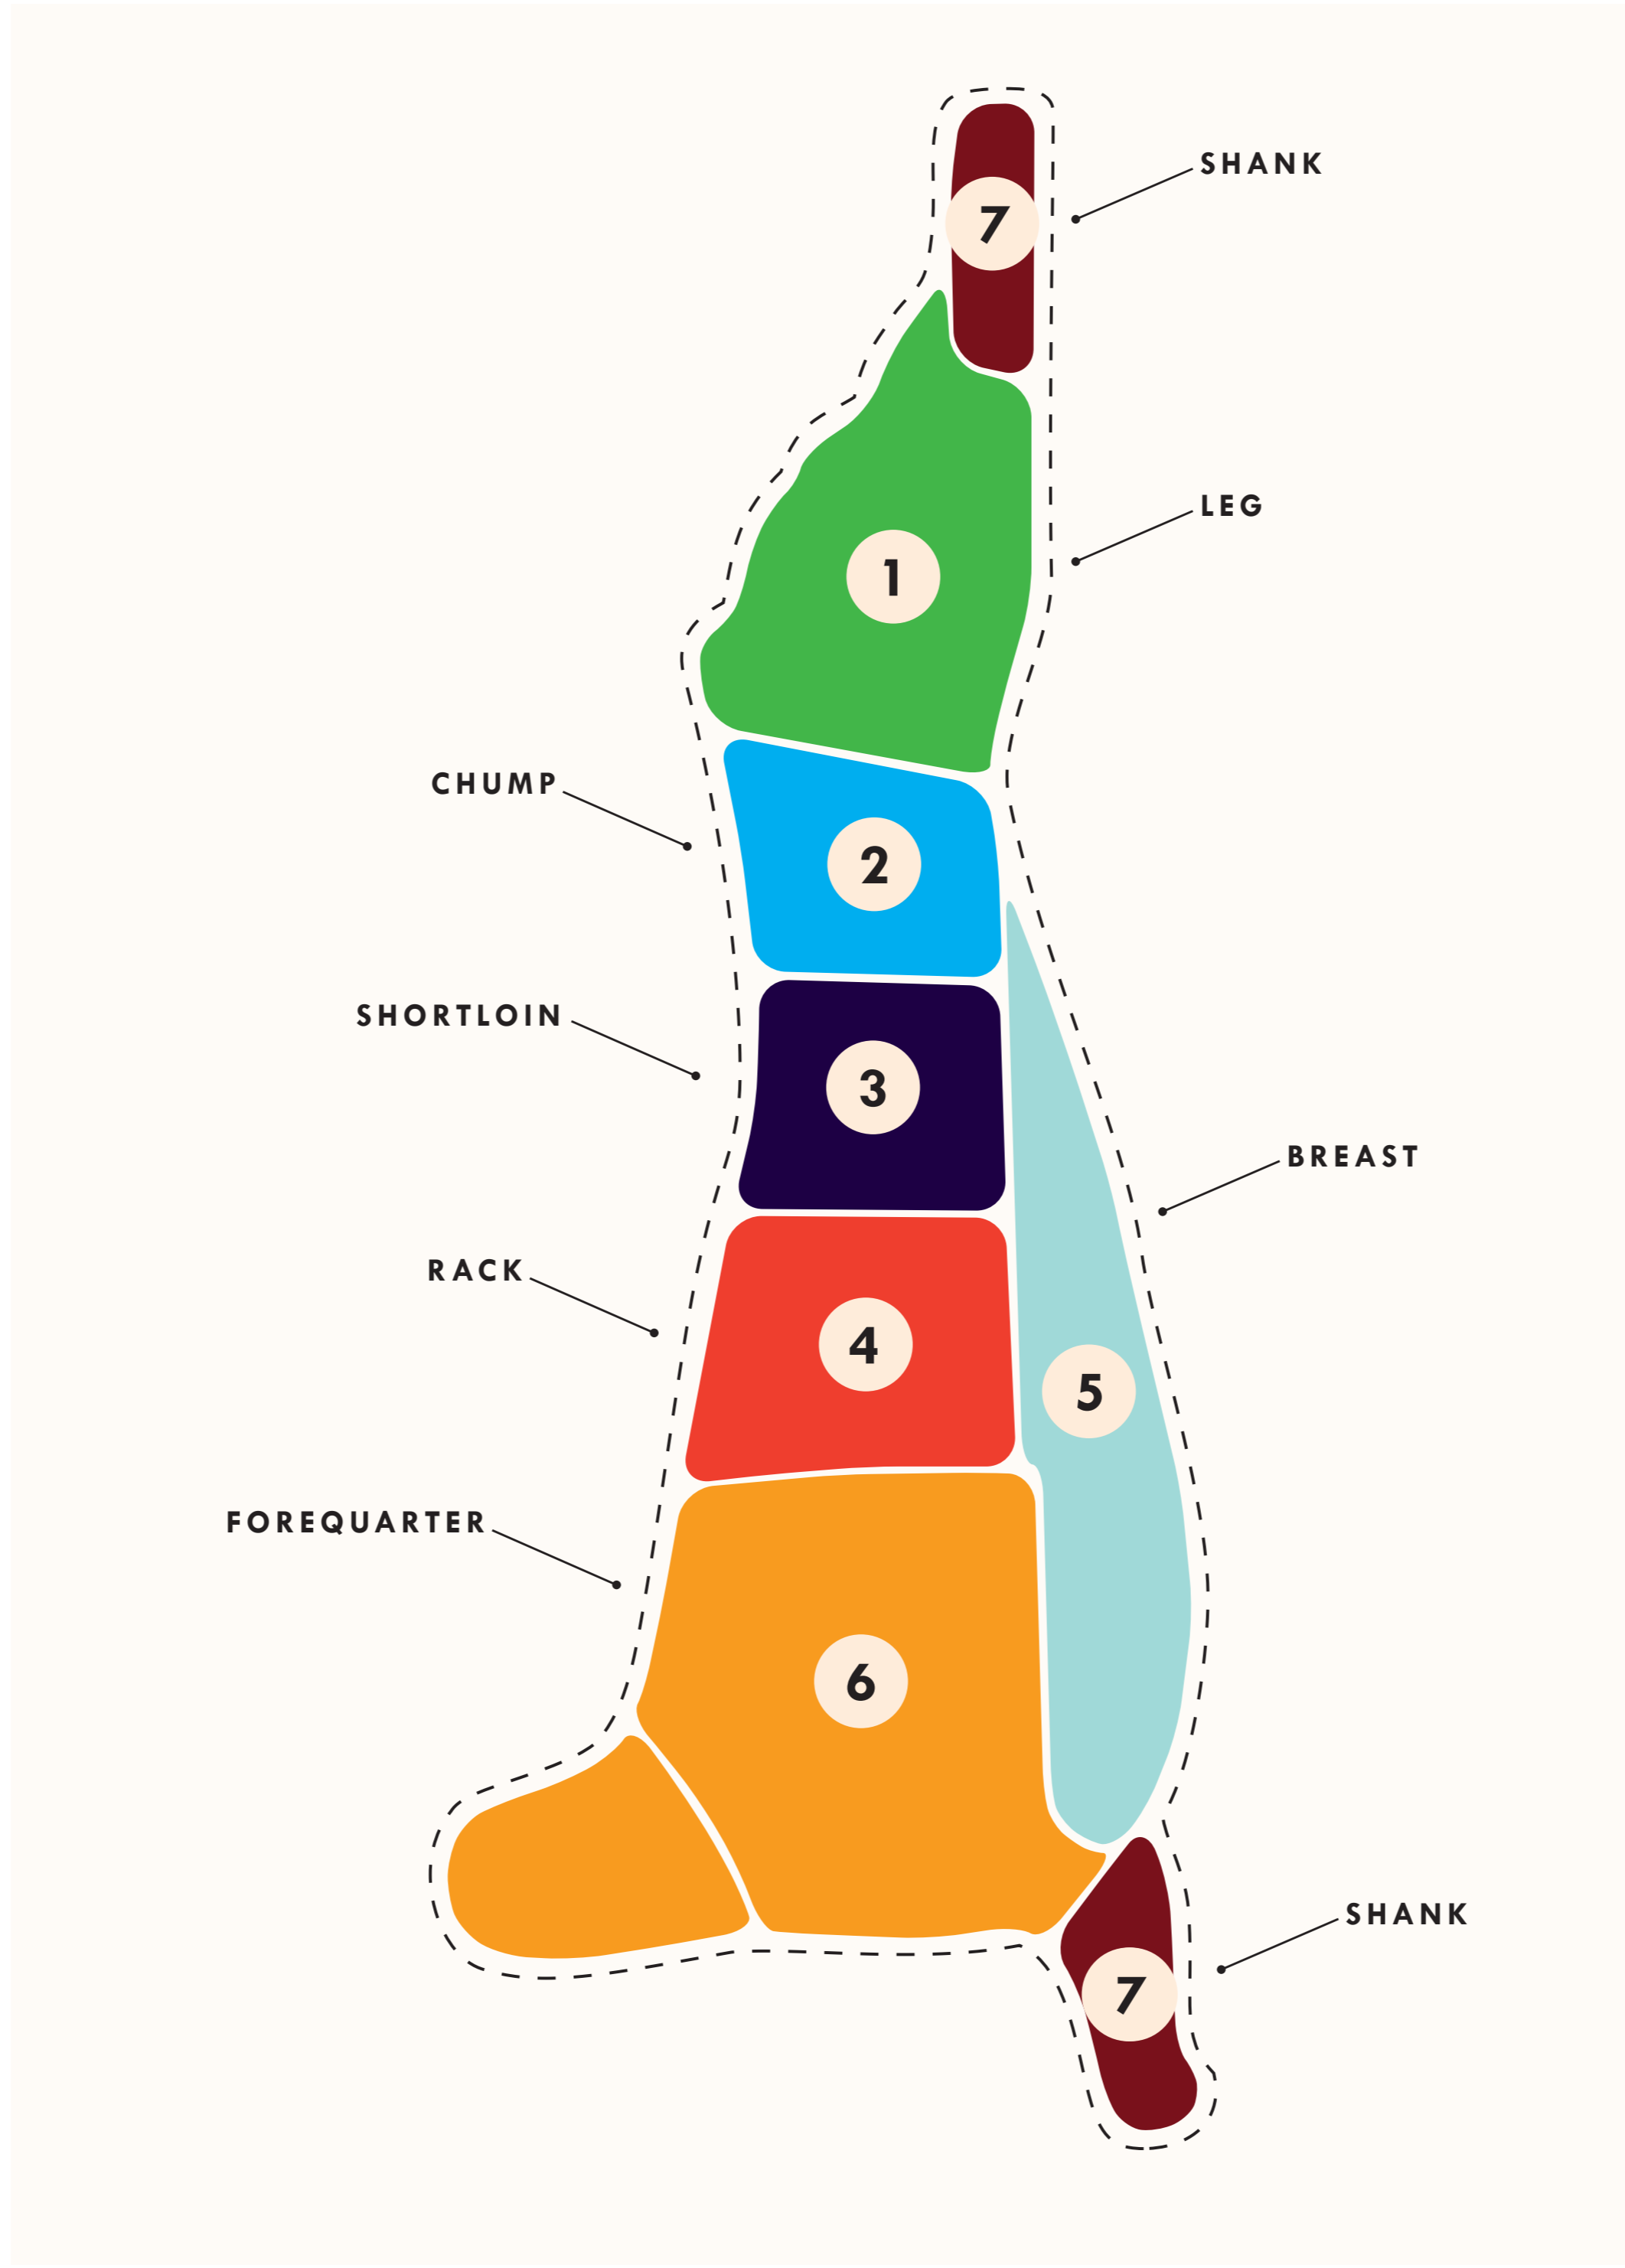 SHANK
7
LEG
1
CHUMP
2
SHORTLOIN
3
BREAST
RACK
4
5
FOREQUARTER
6
SHANK
7